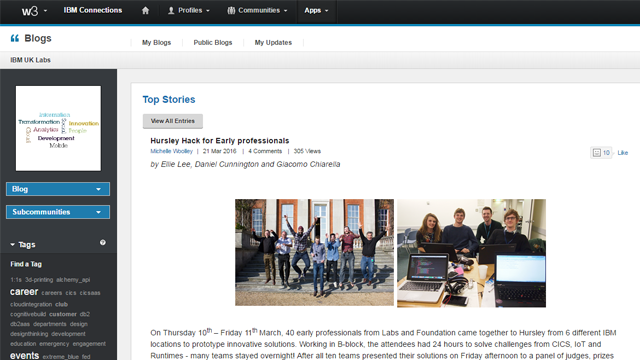 w3 IBM Connections Profiles Communities Apps
Blogs My Blogs Public Blogs My Updates
IBM UK Labs
Information
Transformation Innovation
Analytics People
Development
Mobile
Blog
Subcommunities
Tags
Find a Tag
1:1s 3d-printing alchemy_api
career careers cics cicsaas
cloudintegration club
cognitivebuild customer db2
db2aas departments design
designthinking development
education emergency engagement
events extreme_blue fed
Top Stories
View All Entries
Hursley Hack for Early professionals
Michelle Woolley | 21 Mar 2016 | 4 Comments | 305 Views
10 Like
by Elie Lee, Daniel Cunnington and Giacomo Chiarella
On Thursday 10th – Friday 11th March, 40 early professionals from Labs and Foundation came together to Hursley from 6 different IBM
locations to prototype innovative solutions. Working in B-block, the attendees had 24 hours to solve challenges from CICS, IoT and
Runtimes - many teams stayed overnight! After all ten teams presented their solutions on Friday afternoon to a panel of judges, prizes